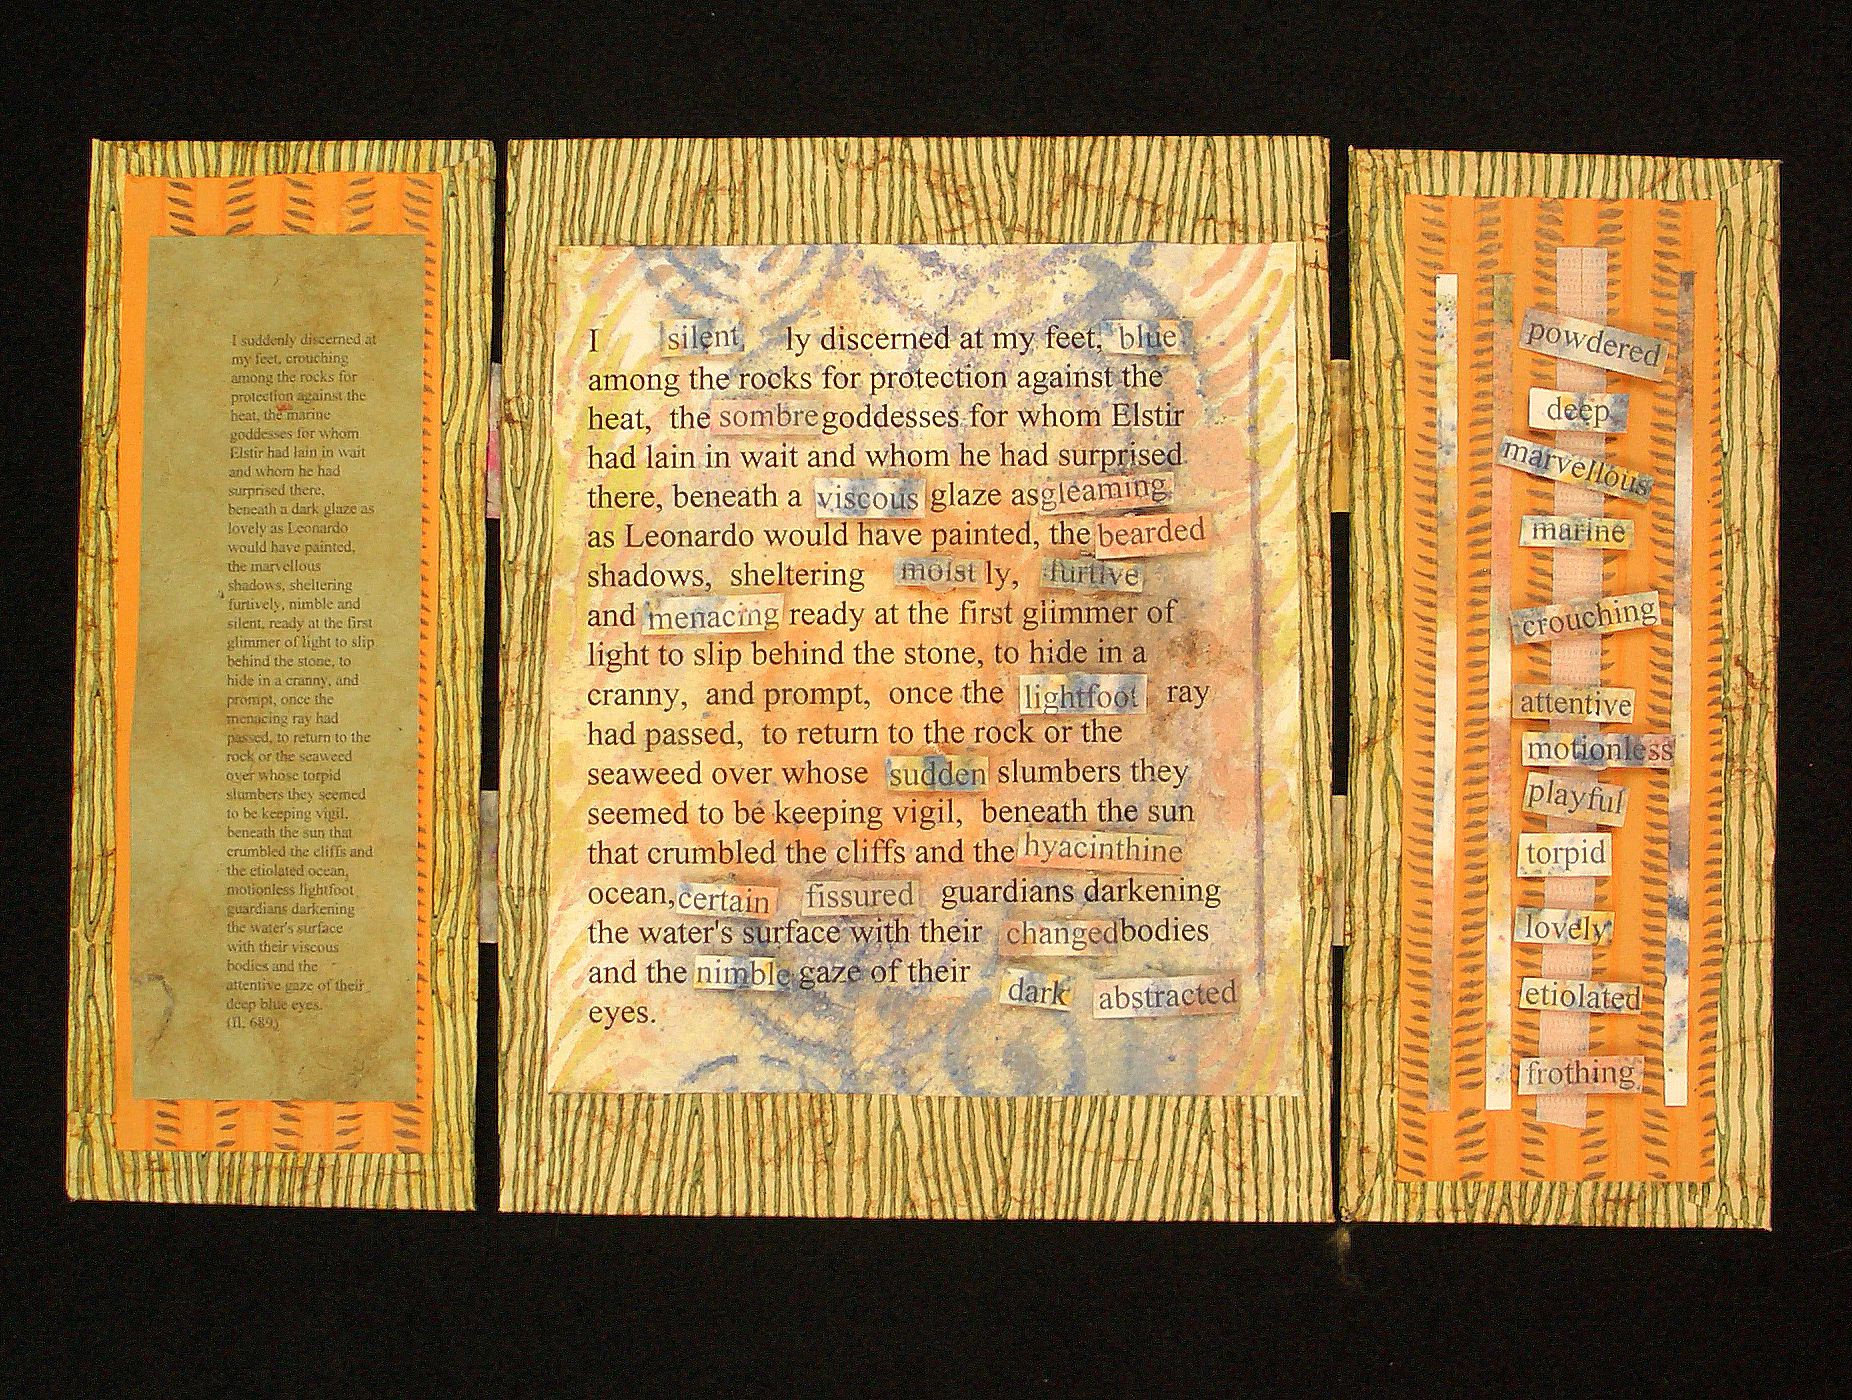 I suddenly discerned at
my feet, crouching
among the rocks for
protection against the
heat, the marine
goddesses for whom
Elstir had lain in wait
and whom he had
surprised there,
beneath a dark glaze as
lovely as Leonardo
would have painted,
the marvellous
shadows, sheltering
furtively, nimble and
silent, ready at the first
glimmer of light to slip
behind the stone, to
hide in a cranny, and
prompt, once the
menacing ray had
passed, to return to the
rock or the seaweed
over whose torpid
slumbers they seemed
to be keeping vigil,
beneath the sun that
crumbled the cliffs and
the etiolated ocean,
motionless lightfoot
guardians darkening
the water's surface
with their viscous
bodies and the
attentive gaze of their
deep blue eyes.
(II. 689)
I silent ly discerned at my feet, blue
among the rocks for protection against the
heat, the sombre goddesses for whom Elstir
had lain in wait and whom he had surprised
there, beneath a viscous glaze as gleaming
as Leonardo would have painted, the bearded
shadows, sheltering moist ly, furtive
and menacing ready at the first glimmer of
light to slip behind the stone, to hide in a
cranny, and prompt, once the lightfoot ray
had passed, to return to the rock or the
seaweed over whose sudden slumbers they
seemed to be keeping vigil, beneath the sun
that crumbled the cliffs and the hyacinthine
ocean, certain fissured guardians darkening
the water's surface with their changed bodies
and the nimble gaze of their dark abstracted
eyes.
powdered
deep
marvellous
marine
crouching
attentive
motionless
playful
torpid
lovely
etiolated
frothing